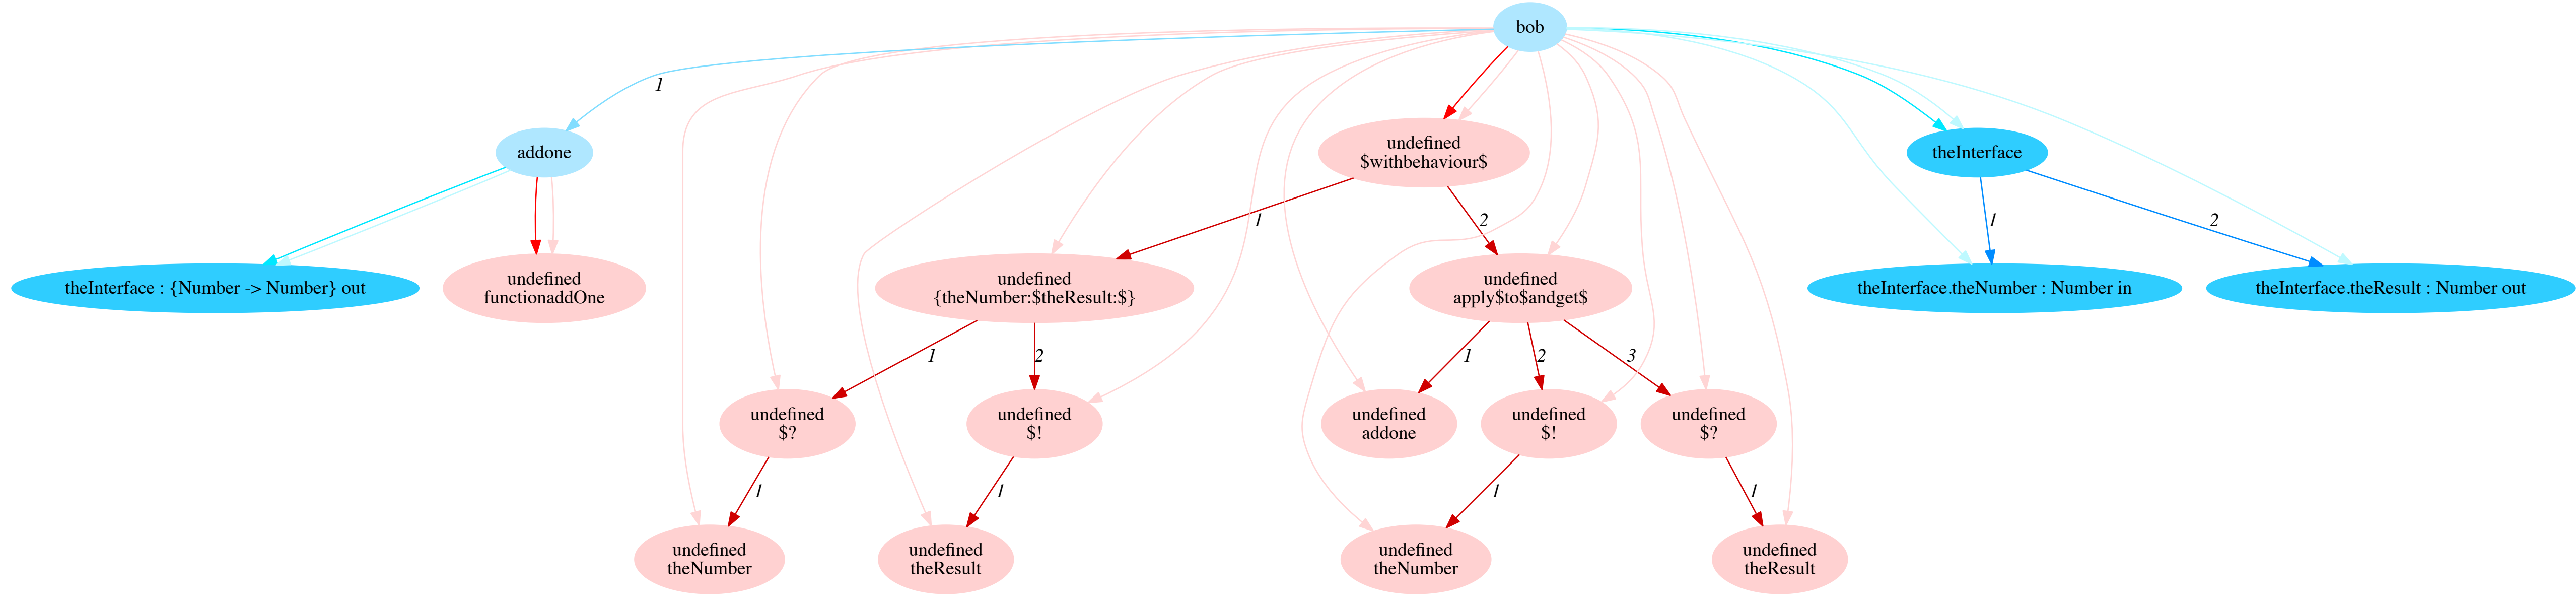 bob
1
addone
undefined
$withbehaviour$
theInterface
1
2
1
2
theInterface : {Number -> Number} out
undefined
functionaddOne
undefined
{theNumber:$theResult:$}
undefined
apply$to$andget$
theInterface.theNumber : Number in
theInterface.theResult : Number out
1
2
1
2
3
undefined
$?
undefined
$!
undefined
addone
undefined
$!
undefined
$?
1
1
1
1
undefined
theNumber
undefined
theResult
undefined
theNumber
undefined
theResult